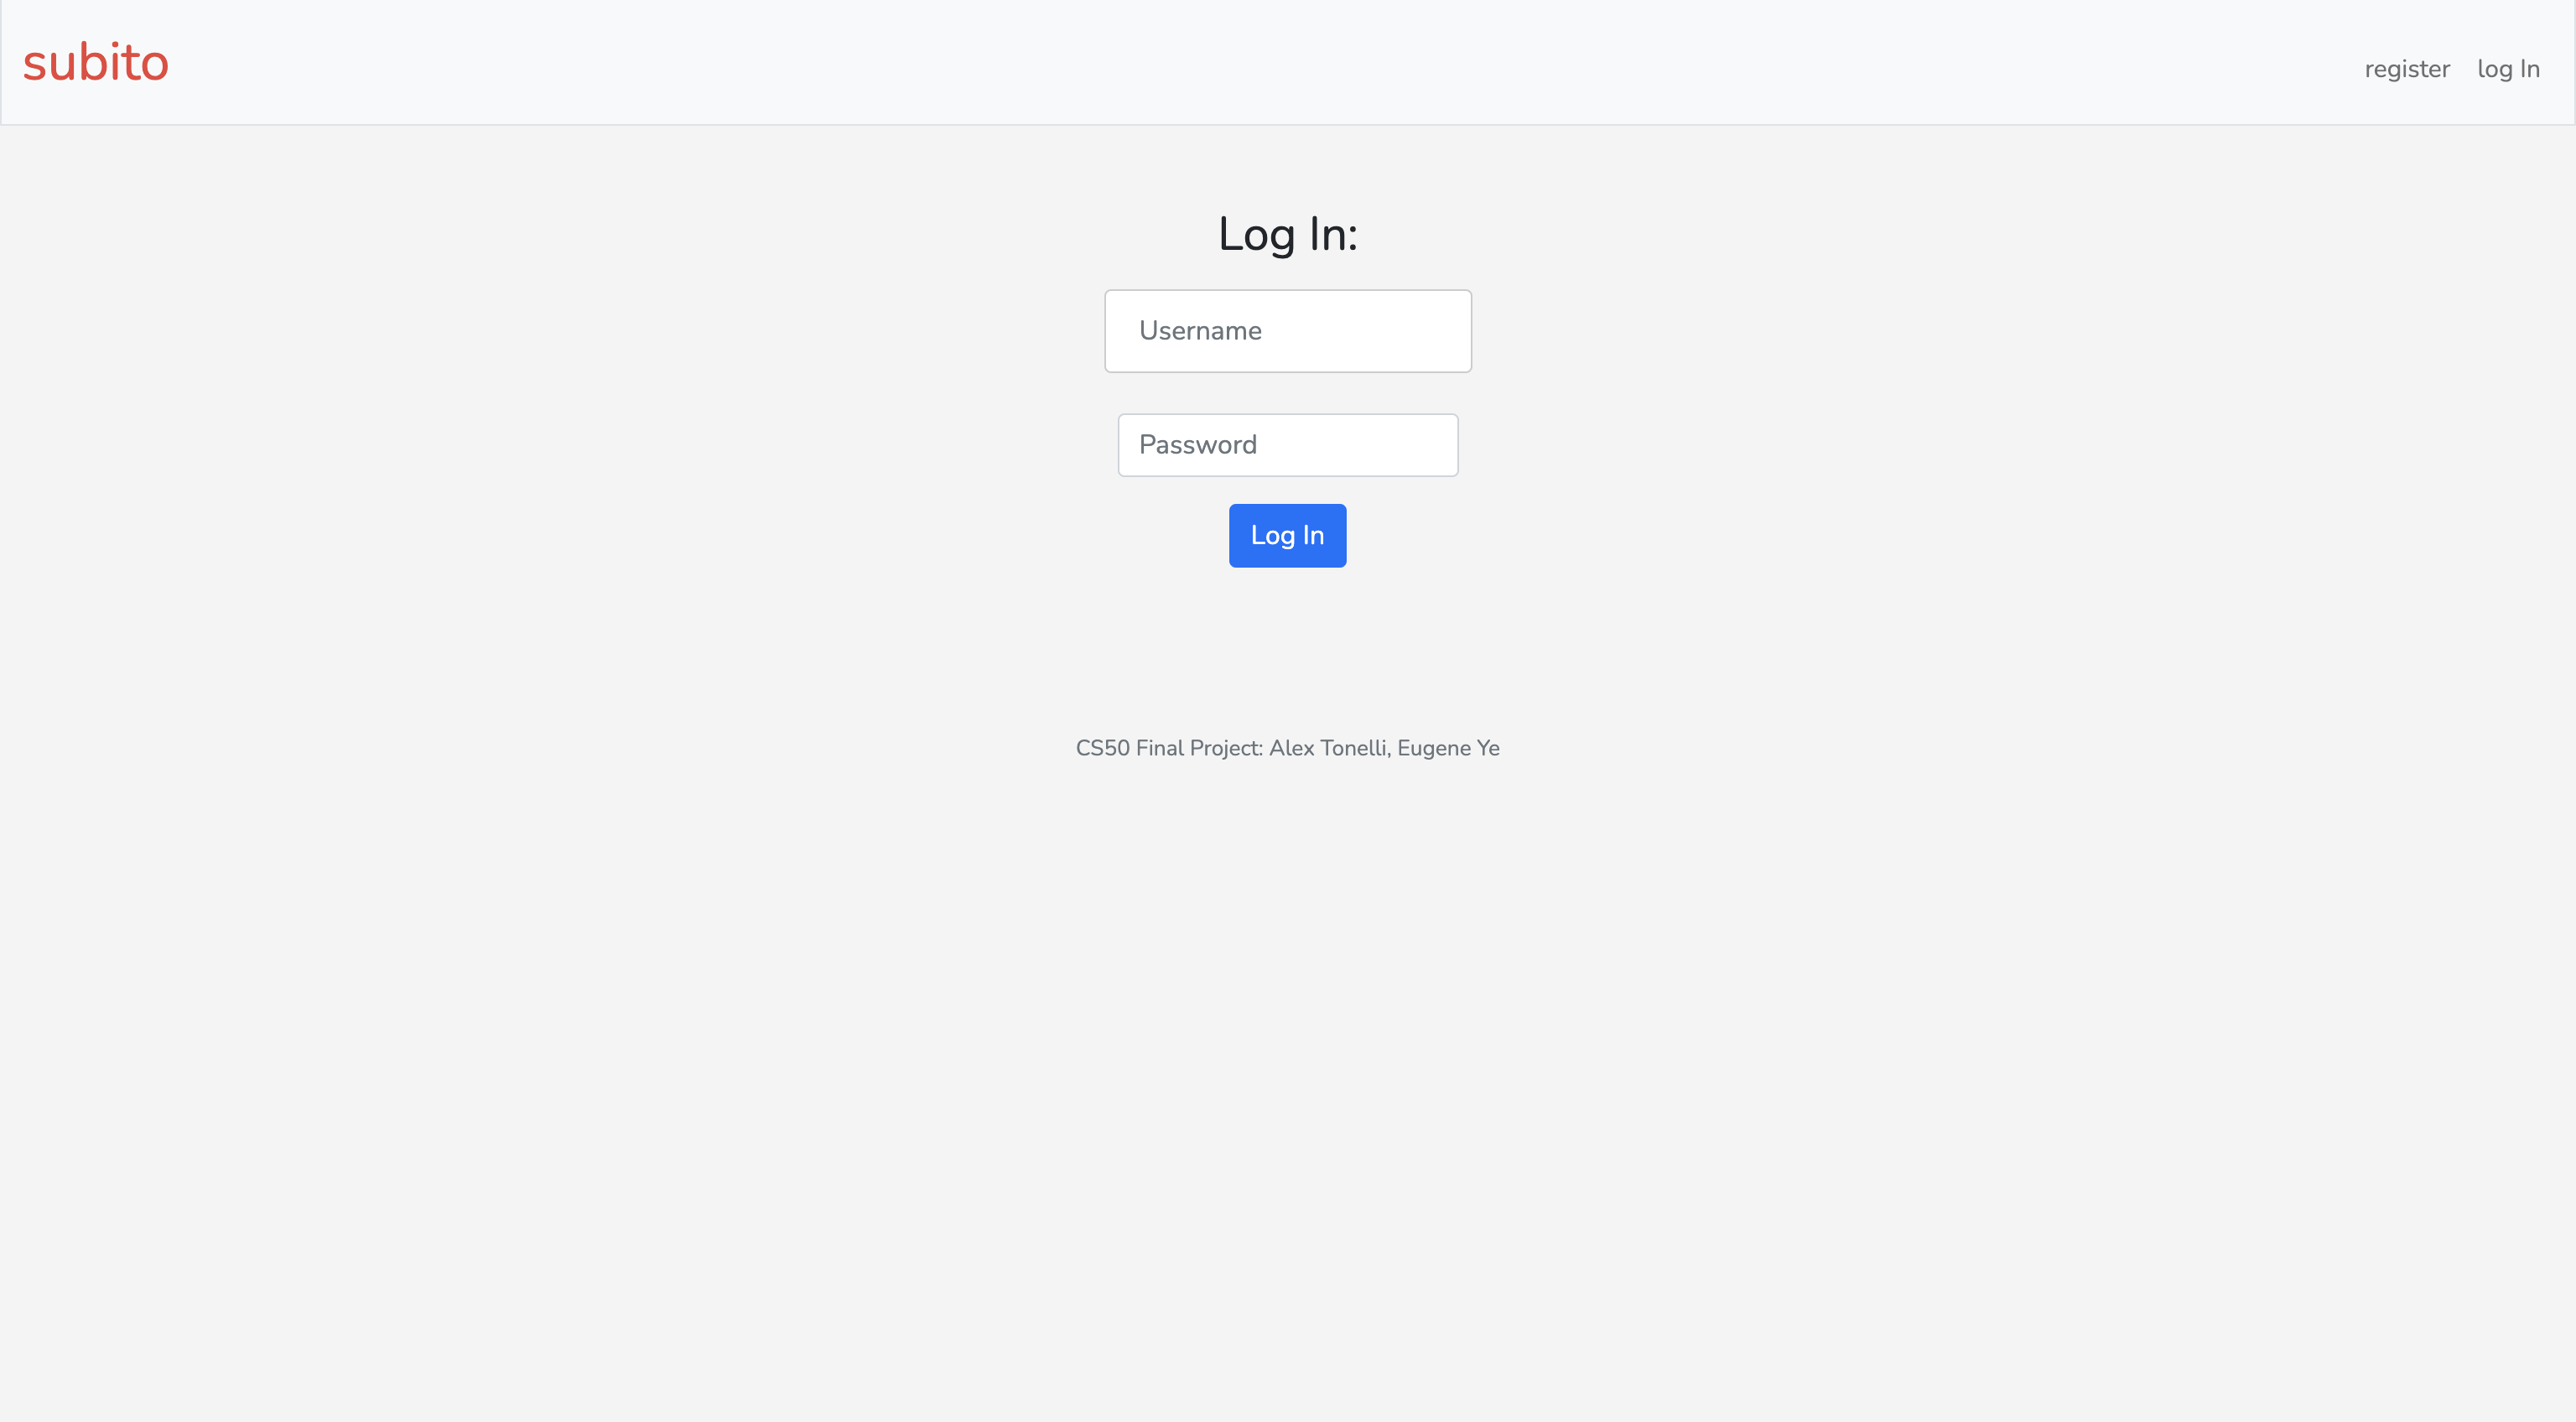 subito
register log In
Log In:
Username
Password
Log In
CS50 Final Project: Alex Tonelli, Eugene Ye